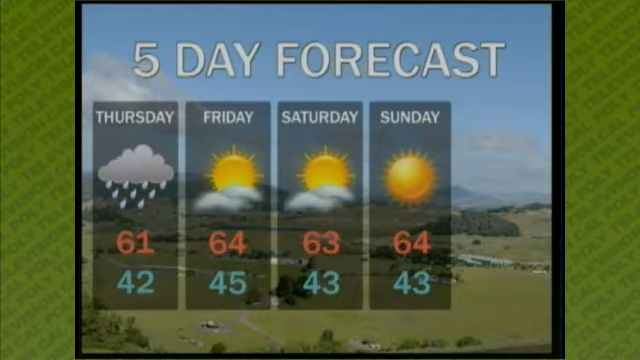 5 DAY FORECAST
THURSDAY FRIDAY SATURDAY SUNDAY
61 64 63 64
42 45 43 43